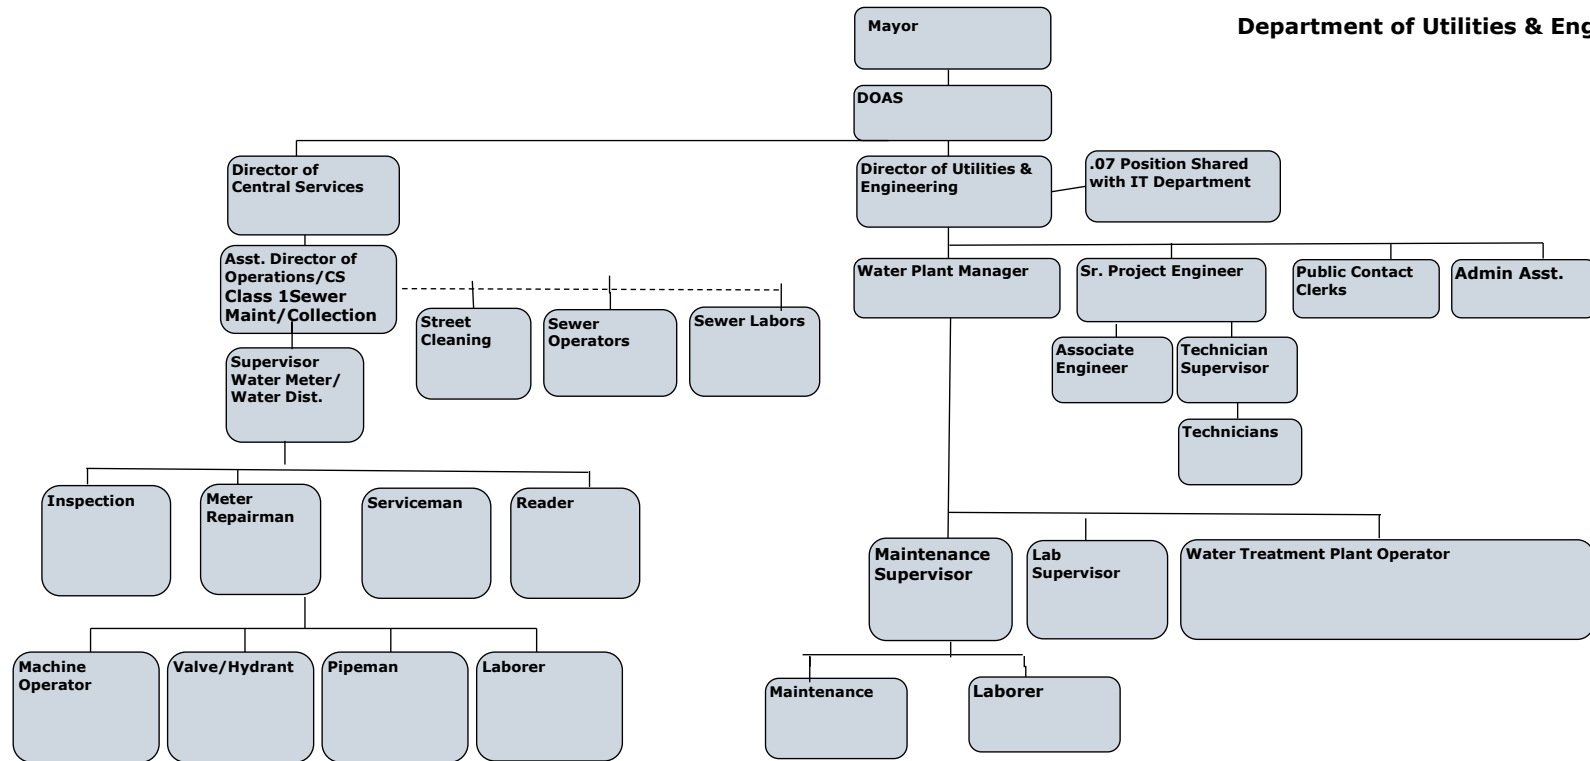 Mayor
Department of Utilities & Eng
DOAS
Director of
Central Services
Director of Utilities &
Engineering
.07 Position Shared
with IT Department
Asst. Director of
Operations/CS
Class 1Sewer
Maint/Collection
Street
Cleaning
Sewer
Operators
Sewer Labors
Water Plant Manager
Sr. Project Engineer
Public Contact
Clerks
Admin Asst.
Supervisor
Water Meter/
Water Dist.
Associate
Engineer
Technician
Supervisor
Technicians
Inspection
Meter
Repairman
Serviceman
Reader
Maintenance
Supervisor
Lab
Supervisor
Water Treatment Plant Operator
Machine
Operator
Valve/Hydrant
Pipeman
Laborer
Maintenance
Laborer